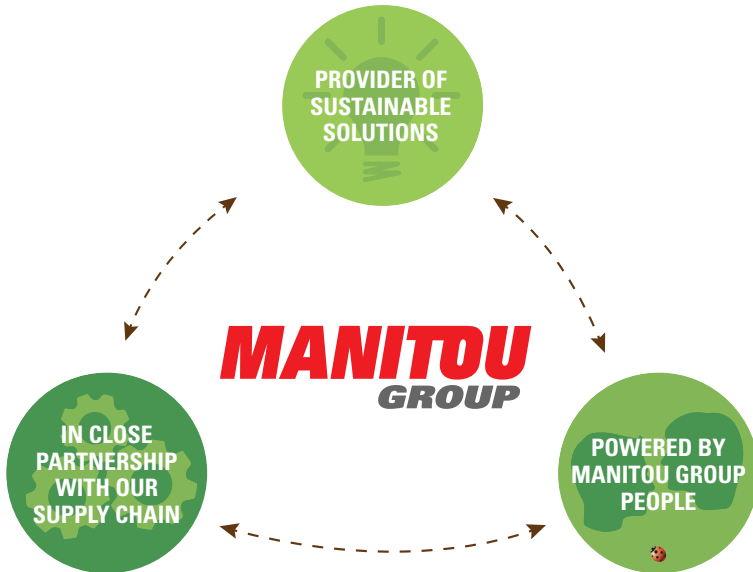 PROVIDER OF
SUSTAINABLE
SOLUTIONS
MANITOU
GROUP
IN CLOSE
PARTNERSHIP
WITH OUR
SUPPLY CHAIN
POWERED BY
MANITOU GROUP
PEOPLE